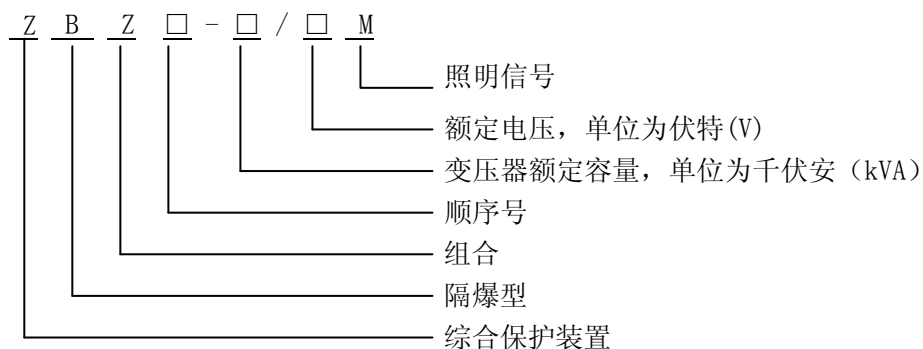 Z B Z □ - □ / □ M
照明信号
额定电压，单位为伏特(V)
变压器额定容量，单位为千伏安（kVA）
顺序号
组合
隔爆型
综合保护装置